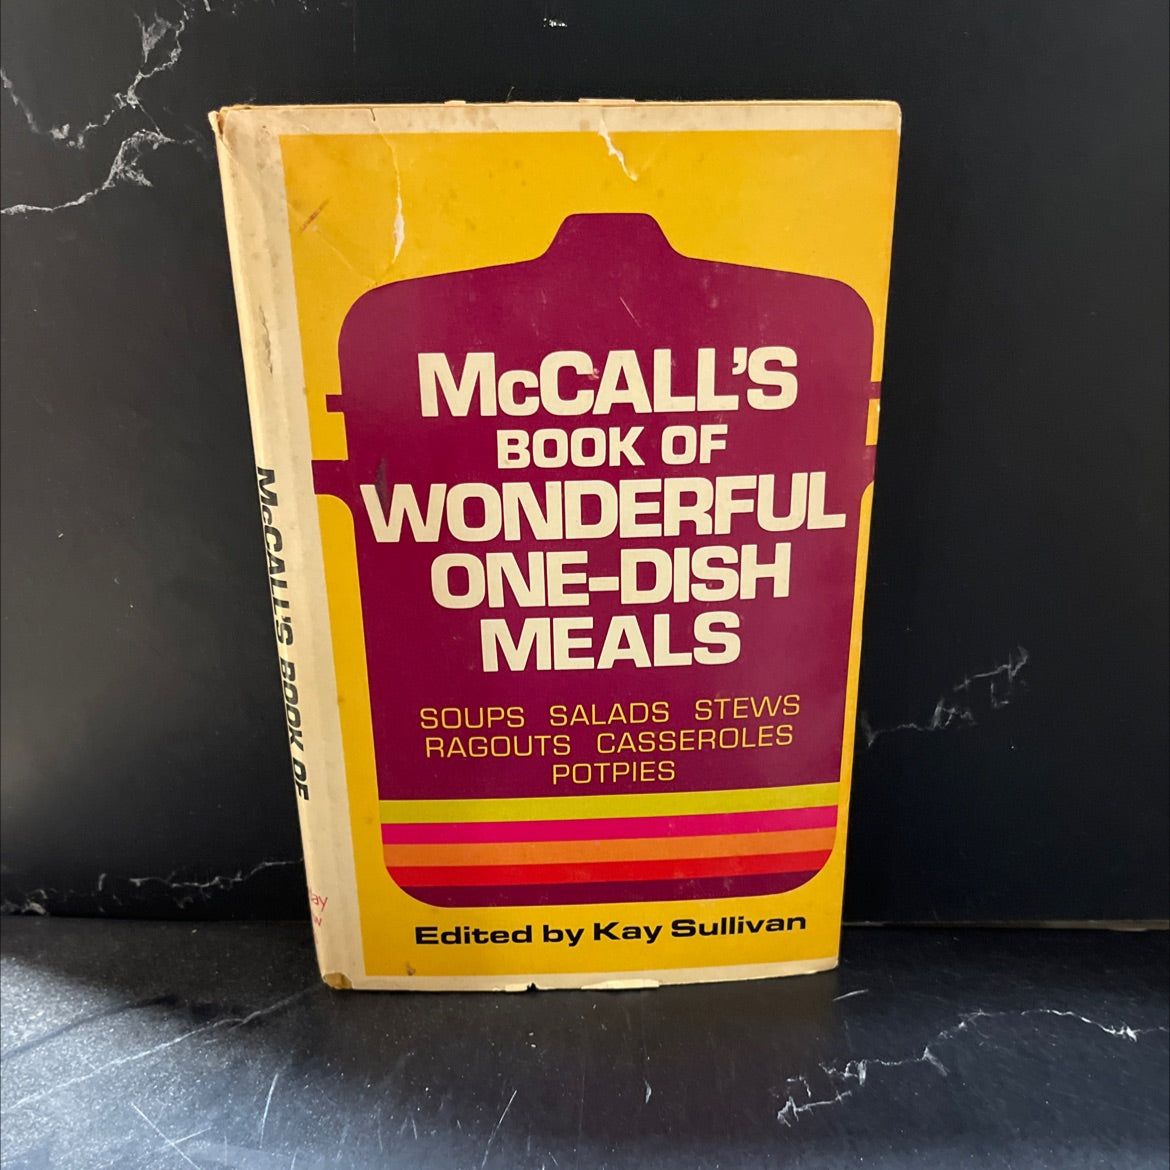 McCALL'S
BOOK OF
WONDERFUL
ONE-DISH
MEALS
SOUPS SALADS STEWS
RAGOUTS CASSEROLES
POTPIES
Edited by Kay Sullivan
McCALL'S BOOK OF